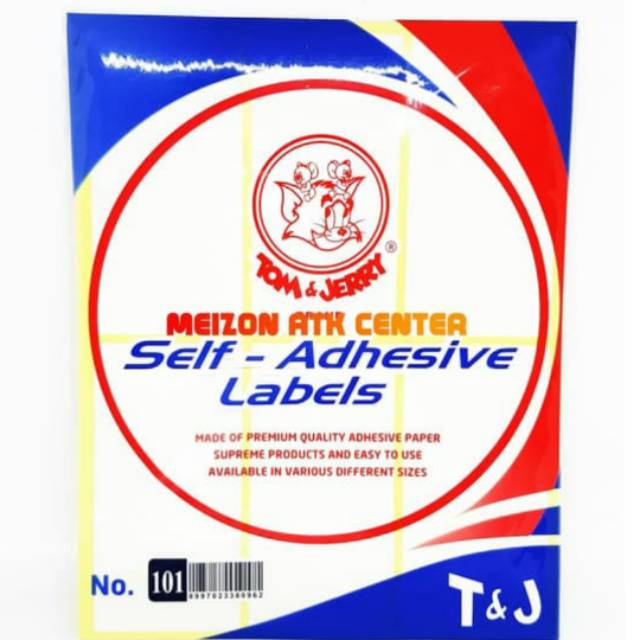 TOM & JERRY ®
MEIZON ATK CENTER
Self - Adhesive
Labels
MADE OF PREMIUM QUALITY ADHESIVE PAPER
SUPREME PRODUCTS AND EASY TO USE
AVAILABLE IN VARIOUS DIFFERENT SIZES
No. 101
8997023380962
T&J